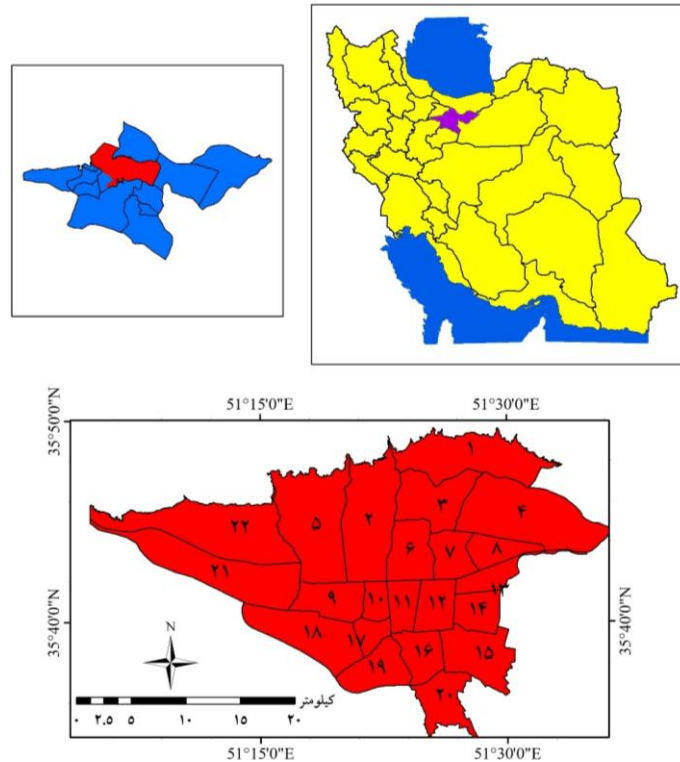 51°15'0"E 51°30'0"E
35°50'0"N
۱
۳
۴
۲
۵
۲۲
۶ ۷ ۸
۲۱
۹ ۱۰ ۱۱ ۱۲ ۱۳
۱۴
35°40'0"N 35°40'0"N
۱۸ ۱۷ ۱۶ ۱۵
۱۹
۲۰
N
کیلومتر
۰ ۲.۵ ۵ ۱۰ ۱۵ ۲۰
51°15'0"E 51°30'0"E